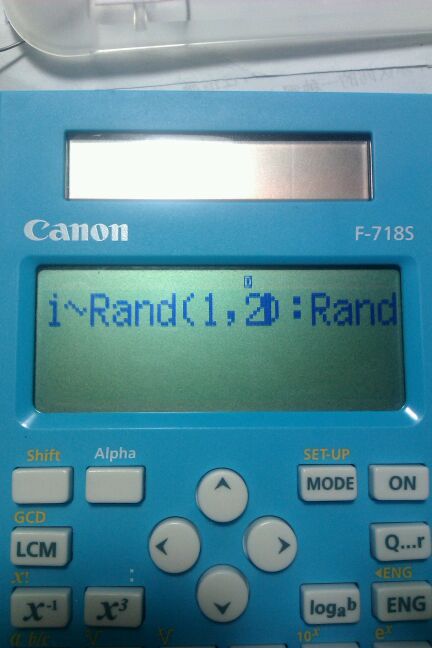 Canon F-718S
D
i~Rand(1,2):Rand
Shift Alpha SET-UP
MODE ON
GCD
LCM Q...r
x! : ◄ENG
x⁻¹ x³ logₐb ENG
a b/c 10ˣ eˣ